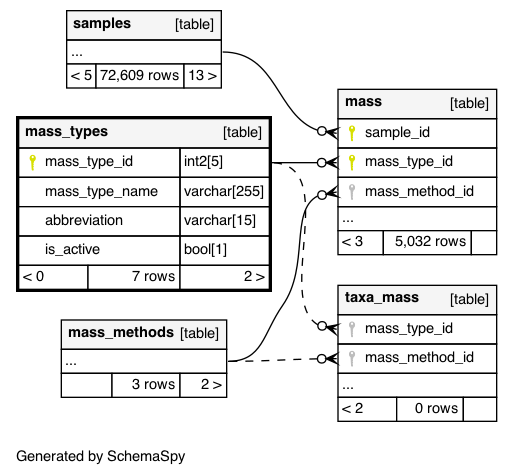 samples [table]
...
< 5 72,609 rows 13 >
mass_types [table]
mass_type_id int2[5]
mass_type_name varchar[255]
abbreviation varchar[15]
is_active bool[1]
< 0 7 rows 2 >
mass_methods [table]
...
3 rows 2 >
mass [table]
sample_id
mass_type_id
mass_method_id
...
< 3 5,032 rows
taxa_mass [table]
mass_type_id
mass_method_id
...
< 2 0 rows
Generated by SchemaSpy